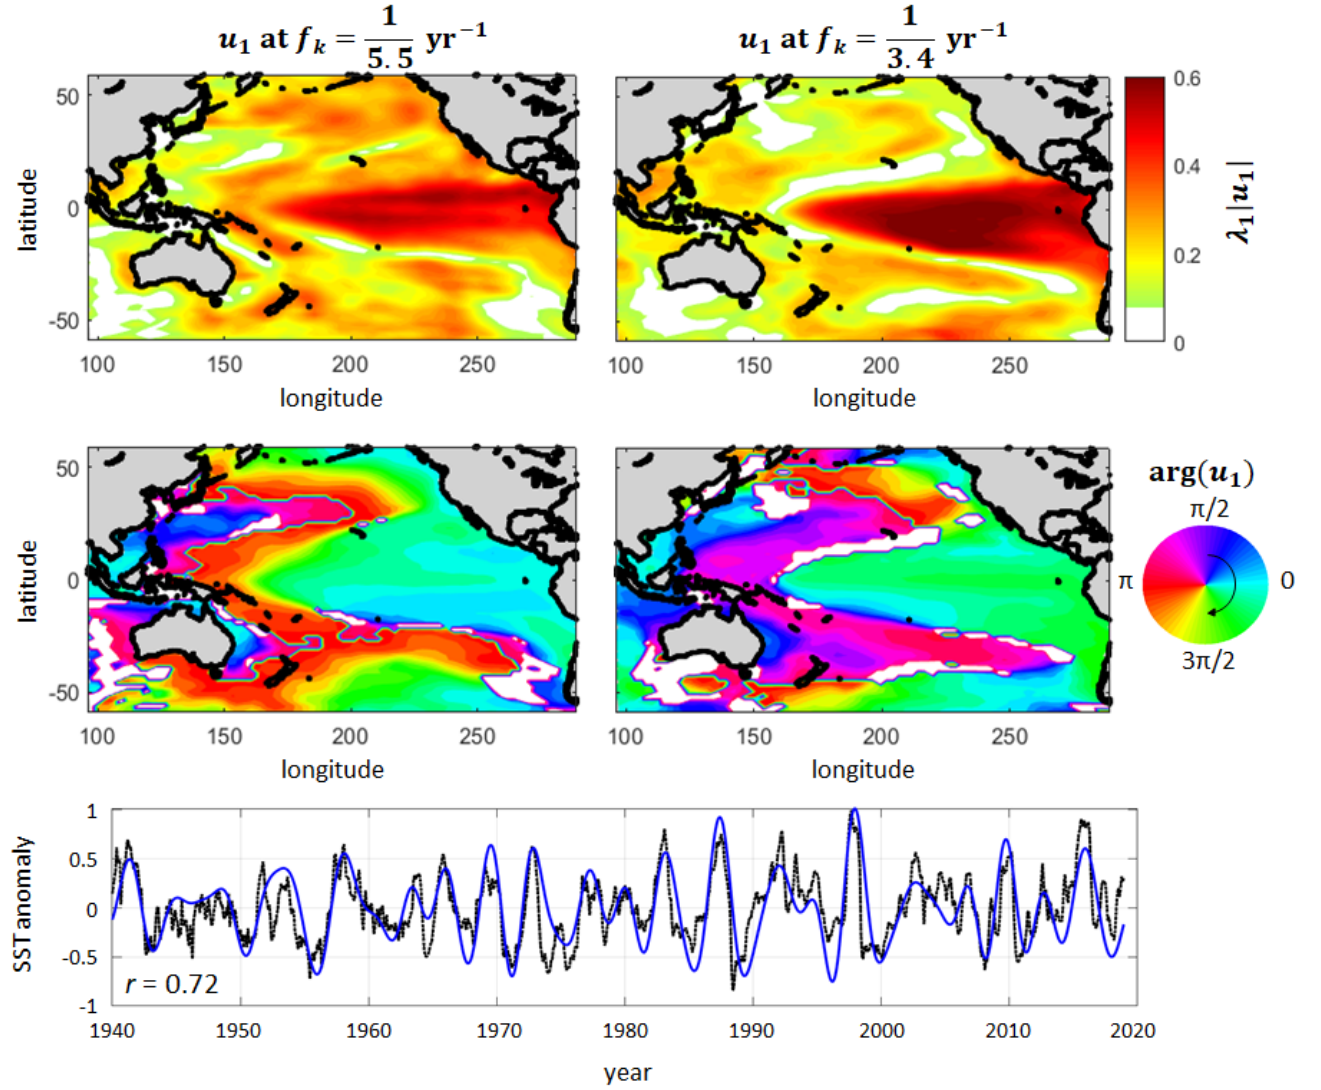 u₁ at fₖ = 1/5.5 yr⁻¹
u₁ at fₖ = 1/3.4 yr⁻¹
latitude
50
0
-50
100 150 200 250
longitude
100 150 200 250
longitude
0.6
0.4
0.2
0
λ₁|u₁|
latitude
50
0
-50
100 150 200 250
longitude
100 150 200 250
longitude
arg(u₁)
π/2
π
0
3π/2
SST anomaly
1
0.5
0
-0.5
-1
r = 0.72
1940 1950 1960 1970 1980 1990 2000 2010 2020
year